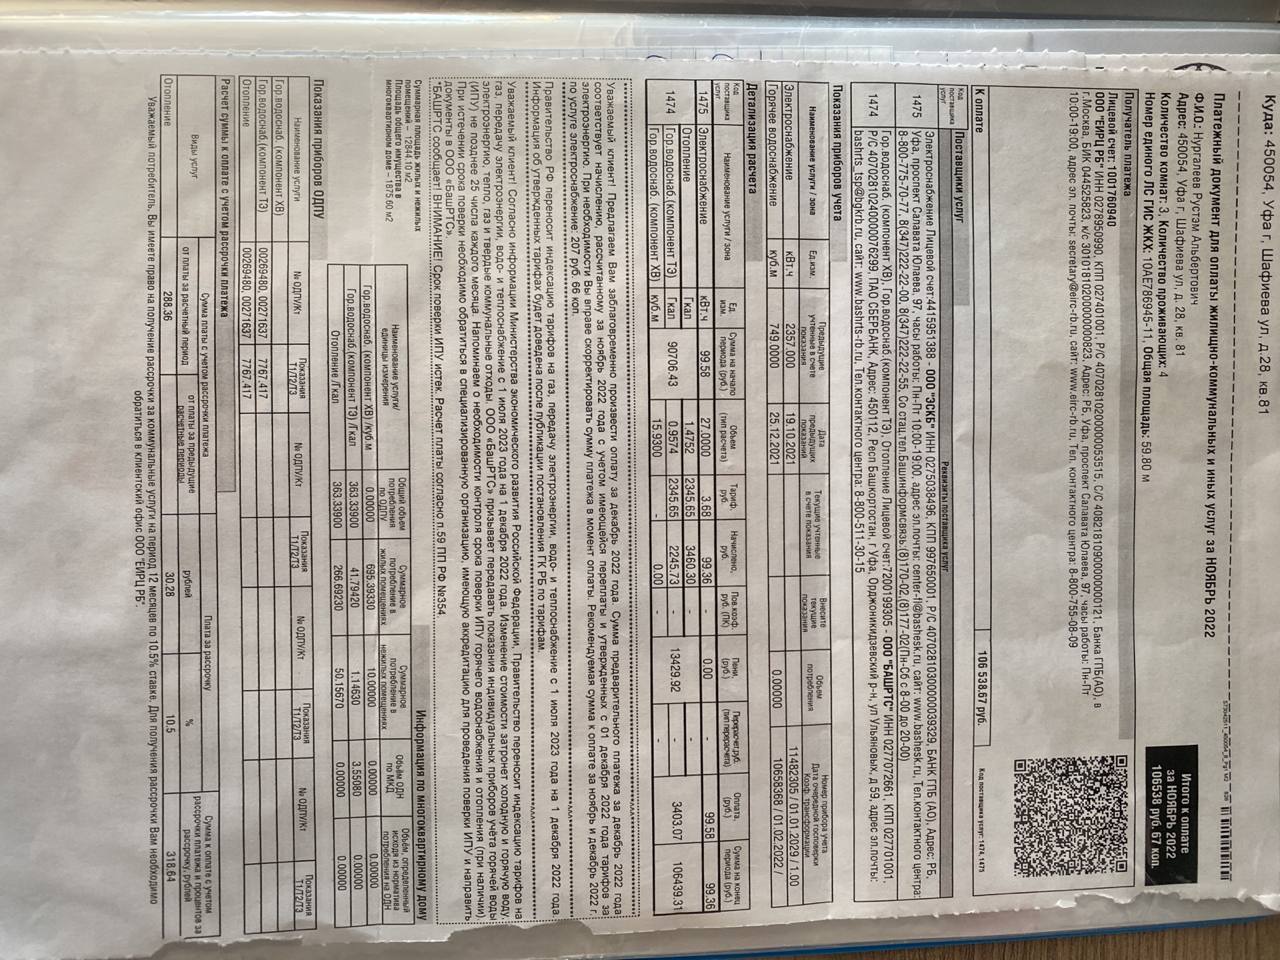 Куда: 450054, Уфа г, Шафиева ул, д.28, кв.81
Платежный документ для оплаты жилищно-коммунальных и иных услуг за НОЯБРЬ 2022
Ф.И.О.: Нургалеев Рустэм Альбертович
Адрес: 450054, Уфа г, Шафиева ул, д. 28, кв. 81
Количество комнат: 3, Количество проживающих: 4
Номер единого ЛС ГИС ЖКХ: 10АЕ786945-11, Общая площадь: 59.80 м
Итого к оплате
за НОЯБРЬ 2022
106538 руб. 67 коп.
Получатель платежа
Лицевой счет: 1001760940
ООО "ЕИРЦ РБ" ИНН 0278950990, КПП 027401001, Р/С 40702810200000053515, С/С 40821810900000000121, Банка ГПБ(АО), в
г.Москва, БИК 044525823, к/с 30101810200000000823, Адрес: РБ, Уфа, проспект Салавата Юлаева, 97, часы работы: Пн-Пт
10:00-19:00, адрес эл. почты: secretary@eirc-rb.ru, сайт: www.eirc-rb.ru, Тел. контактного центра: 8-800-755-08-09
К оплате 106 538.67 руб. Код поставщика услуг: 1474, 1475
Код поставщика услуг Поставщики услуг
Реквизиты поставщика услуг
1475 Электроснабжение Лицевой счет:4415951388 - ООО "ЭСКБ" ИНН 0275038496, КПП 997650001, Р/С 40702810300000039329, БАНК ГПБ (АО), Адрес: РБ,
Уфа, проспект Салавата Юлаева, 97, часы работы: Пн-Пт 10:00-19:00, адрес эл.почты: center-fl@bashesk.ru, сайт: www.bashesk.ru, Тел.контактного центра:
8-800-775-70-77, 8(347)222-22-00, 8(347)222-22-55, Со стац.тел.Башинформсвязь:(8)170-02,(8)177-02(Пн-Сб с 8-00 до 20-00)
1474 Гор.водоснаб. (компонент ХВ), Гор.водоснаб.(компонент ТЭ), Отопление Лицевой счет:7200199305 - ООО "БАШРТС" ИНН 0277072661, КПП 027701001,
Р/С 40702810240000076299, ПАО СБЕРБАНК, Адрес: 450112, Респ Башкортостан, г Уфа, Орджоникидзевский р-н, ул Ульяновых, д 59, адрес эл.почты:
bashrts_tsp@bgkrb.ru, сайт: www.bashrts-rb.ru, Тел.контактного центра: 8-800-511-30-15
Показания приборов учета
Наименование услуги / зона Ед.изм. Предыдущие учтенные в счете показания Дата предыдущих показаний Текущие учтенные в счете показания Внесите текущие показания Объем потребления Номер прибора учета Дата очередной госповерки Коэф. трансформации
Электроснабжение кВт.ч 2357.000 19.10.2021 11482305 / 01.01.2029 / 1.00
Горячее водоснабжение куб.м 749.0000 25.12.2021 0.00000 10658368 / 01.02.2022 /
Детализация расчета
Код поставщика услуг Наименование услуги / зона Ед. изм. Сумма на начало периода (руб.) Объем (тип расчета) Тариф. руб. Начислено, руб. Пов.коэф. руб. (ПК) Пени, (руб.) Перерасчет,руб. (тип перерасчета) Оплата, (руб.) Сумма на конец периода (руб.)
1475 Электроснабжение кВт.ч 99.58 27.0000 3.68 99.36 - 0.00 - 99.58 99.36
Отопление Гкал 1.4752 2345.65 3460.30 - -
1474 Гор.водоснаб.(компонент ТЭ) Гкал 90706.43 0.9574 2345.65 2245.73 - 13429.92 - 3403.07 106439.31
Гор.водоснаб. (компонент ХВ) куб.м 15.9300 - 0.00 - -
Уважаемый клиент! Предлагаем Вам заблаговременно произвести оплату за декабрь 2022 года. Сумма предварительного платежа за декабрь 2022 года
соответствует начислению, рассчитанному за ноябрь 2022 года с учетом имеющейся переплаты и утвержденных с 01 декабря 2022 года тарифов за
электроэнергию. При необходимости Вы вправе скорректировать сумму платежа в момент оплаты. Рекомендуемая сумма к оплате за ноябрь и декабрь 2022 г.
по услуге электроснабжение: 207 руб. 66 коп.
Правительство РФ переносит индексацию тарифов на газ, передачу электроэнергии, водо- и теплоснабжение с 1 июля 2023 года на 1 декабря 2022 года.
Информация об утвержденных тарифах будет доведена после публикации постановления ГК РБ по тарифам.
Уважаемый клиент! Согласно информации Министерства экономического развития Российской Федерации, Правительство переносит индексацию тарифов на
газ, передачу электроэнергии, водо- и теплоснабжение с 1 июля 2023 года на 1 декабря 2022 года. Изменение стоимости затронет холодную и горячую воду,
электроэнергию, тепло, газ и твердые коммунальные отходы. ООО «БашРТС» призывает передавать показания индивидуальных приборов учёта горячей воды
(ИПУ) не позднее 25 числа каждого месяца. Напоминаем о необходимости контроля срока поверки ИПУ горячего водоснабжения и отопления (при наличии).
При истечении срока поверки необходимо обратиться в специализированную организацию, имеющую аккредитацию для проведения поверки ИПУ и направить
документы в ООО «БашРТС».
*БАШРТС сообщает! ВНИМАНИЕ! Срок поверки ИПУ истек. Расчет платы согласно п.59 ПП РФ №354.
Суммарная площадь жилых и нежилых
помещений – 12844.10 м2
Площадь общего имущества в
многоквартирном доме – 1875.60 м2
Информация по многоквартирному дому
Наименование услуги/ единицы измерения Общий объем потребления по ОДПУ Суммарное потребление в жилых помещениях Суммарное потребление в нежилых помещениях Объём ОДН по МКД Объём, определенный исходя из норматива потребления на ОДН
Гор.водоснаб. (компонент ХВ) /куб.м 0.00000 695.39330 10.00000 0.00000 0.00000
Гор.водоснаб. (компонент ТЭ) /Гкал 363.33900 41.79420 1.14630 3.55080 0.00000
Отопление /Гкал 363.33900 266.69230 50.15670 0.00000 0.00000
Показания приборов ОДПУ
Наименование услуги № ОДПУ/Кт Показания Т1/Т2/Т3 № ОДПУ/Кт Показания Т1/Т2/Т3 № ОДПУ/Кт Показания Т1/Т2/Т3 № ОДПУ/Кт Показания Т1/Т2/Т3
Гор.водоснаб. (компонент ХВ)
Гор.водоснаб.(компонент ТЭ) 00269480, 00271637 7767.417
Отопление 00269480, 00271637 7767.417
Расчет суммы к оплате с учетом рассрочки платежа
Виды услуг Сумма платы с учетом рассрочки платежа Плата за рассрочку Сумма к оплате с учетом рассрочки платежа и процентов за рассрочку, рублей
от платы за расчетный период от платы за предыдущие расчетные периоды рублей %
Отопление 288.36 30.28 10.5 318.64
Уважаемый потребитель, Вы имеете право на получение рассрочки за коммунальные услуги на период 12 месяцев по 10.5% ставке. Для получения рассрочки Вам необходимо
обратиться в клиентский офис ООО "ЕИРЦ РБ".